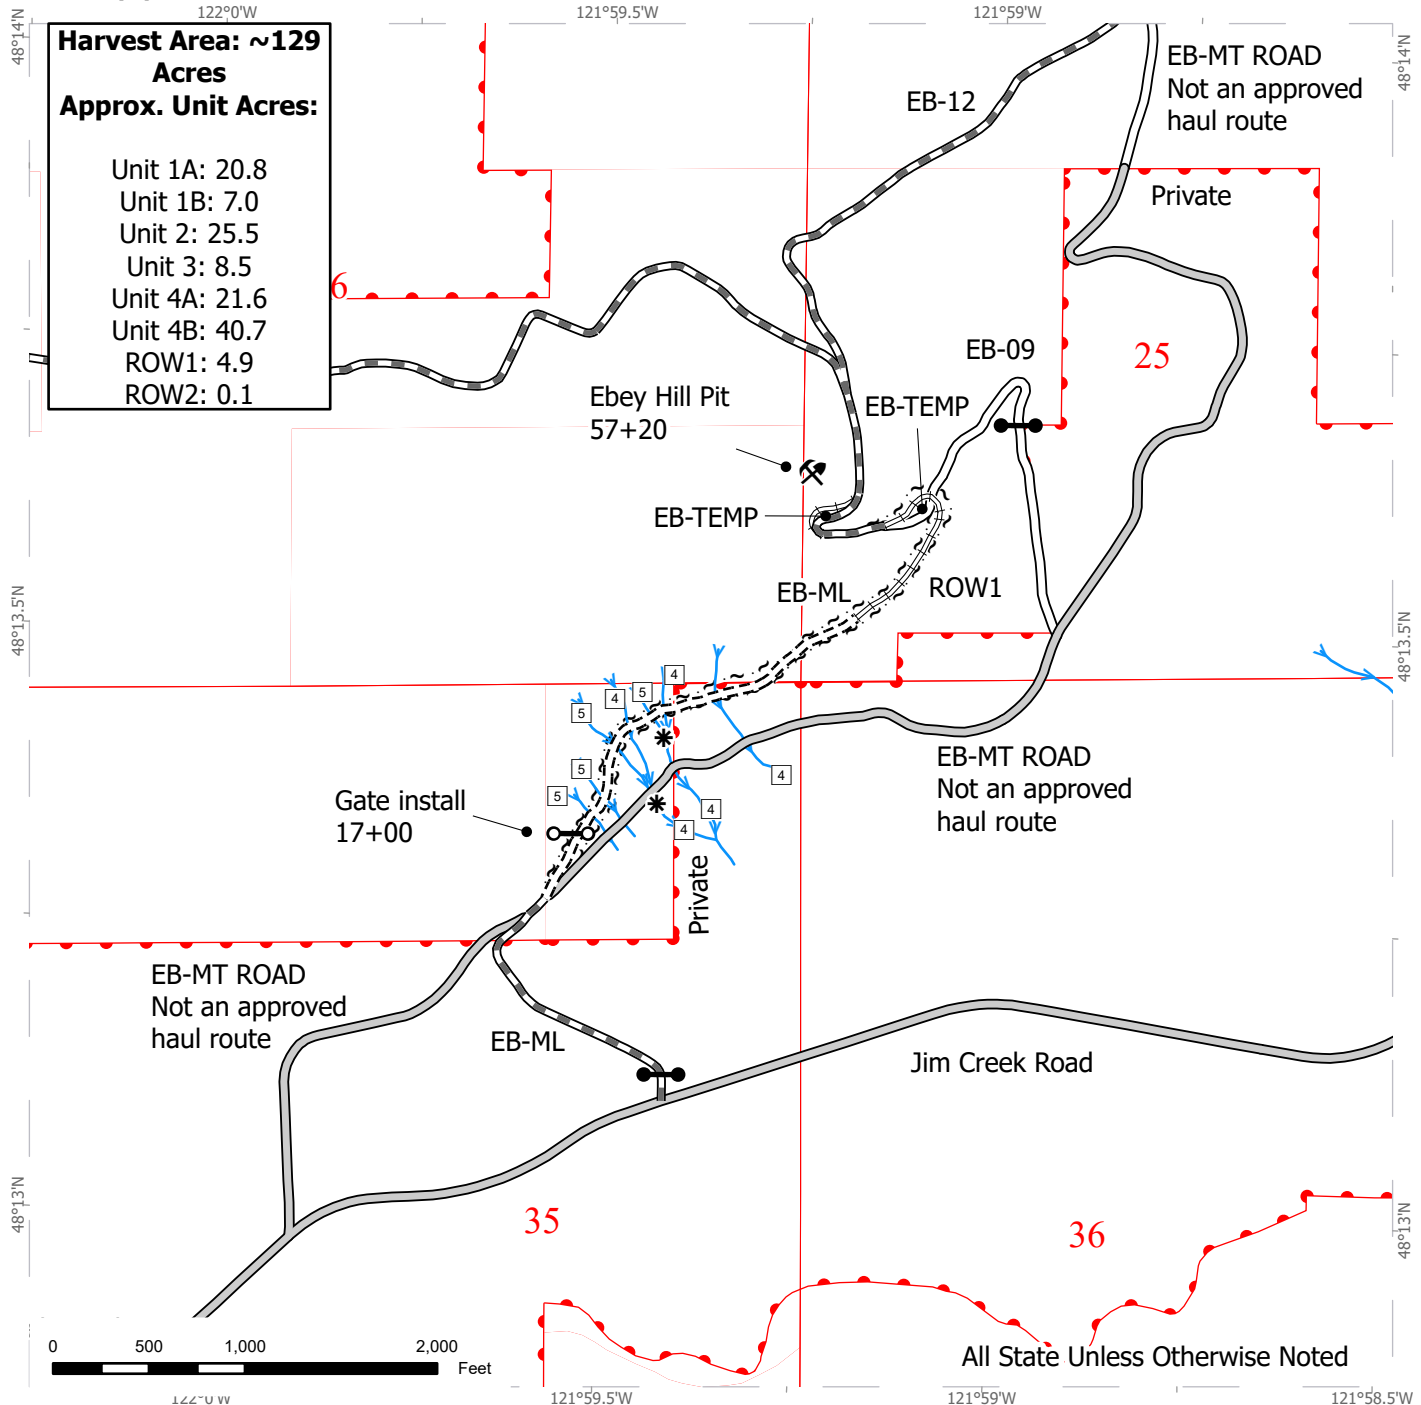 122°0'W
121°59.5'W
121°59'W
48°14'N
48°14'N
Harvest Area: ~129
Acres
Approx. Unit Acres:
Unit 1A: 20.8
Unit 1B: 7.0
Unit 2: 25.5
Unit 3: 8.5
Unit 4A: 21.6
Unit 4B: 40.7
ROW1: 4.9
ROW2: 0.1
EB-MT ROAD
Not an approved
haul route
EB-12
Private
6
25
EB-09
Ebey Hill Pit
57+20
EB-TEMP
EB-TEMP
EB-ML
ROW1
48°13.5'N
48°13.5'N
4
5
4
5
5
5
4
4
4
EB-MT ROAD
Not an approved
haul route
Gate install
17+00
Private
EB-MT ROAD
Not an approved
haul route
EB-ML
Jim Creek Road
48°13'N
48°13'N
35
36
0 500 1,000 2,000
Feet
All State Unless Otherwise Noted
122°0'W
121°59.5'W
121°59'W
121°58.5'W